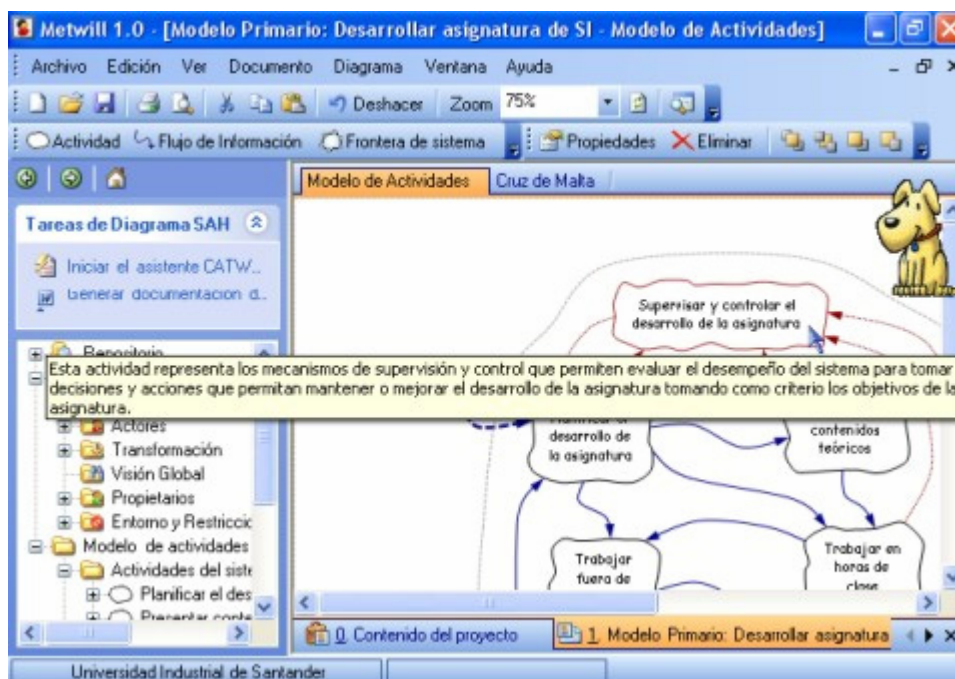 Metwill 1.0 - [Modelo Primario: Desarrollar asignatura de SI - Modelo de Actividades]
Archivo Edición Ver Documento Diagrama Ventana Ayuda
Deshacer Zoom 75%
Actividad Flujo de Información Frontera de sistema Propiedades Eliminar
Modelo de Actividades Cruz de Malta
Tareas de Diagrama SAH
Iniciar el asistente CATW...
Generar documentacion d...
Supervisar y controlar el
desarrollo de la asignatura
Repositorio
Esta actividad representa los mecanismos de supervisión y control que permiten evaluar el desempeño del sistema para tomar
decisiones y acciones que permitan mantener o mejorar el desarrollo de la asignatura tomando como criterio los objetivos de la
asignatura.
Actores
Transformación
Visión Global
Propietarios
Entorno y Restricció
Modelo de actividades
Actividades del siste
Planificar el des
Presentar conte
Planificar el
desarrollo de
la asignatura
contenidos
teóricos
Trabajar
fuera de
Trabajar en
horas de
clase
0. Contenido del proyecto
1. Modelo Primario: Desarrollar asignatura
Universidad Industrial de Santander